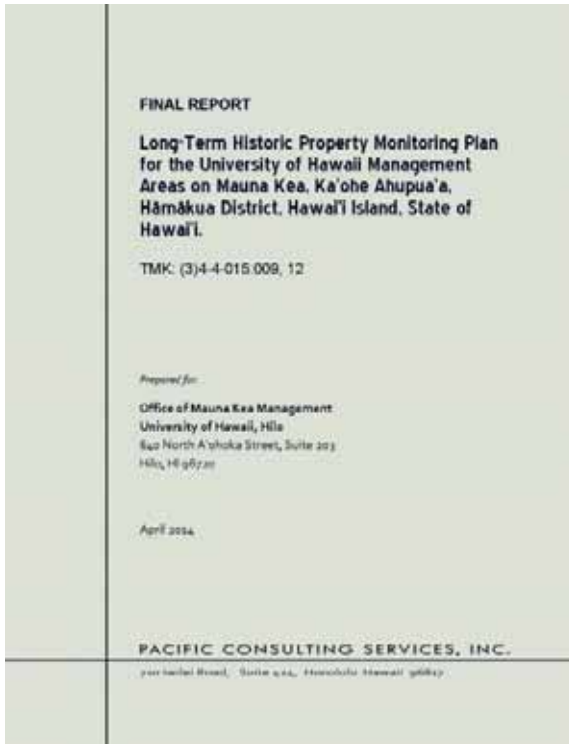 FINAL REPORT
Long-Term Historic Property Monitoring Plan
for the University of Hawaii Management
Areas on Mauna Kea, Ka'ohe Ahupua'a,
Hāmākua District, Hawai'i Island, State of
Hawai'i.
TMK: (3)4-4-015:009, 12
Prepared for:
Office of Mauna Kea Management
University of Hawaii, Hilo
640 North A'ohoka Street, Suite 203
Hilo, HI 96720
April 2014
PACIFIC CONSULTING SERVICES, INC.
Road, Suite 424, Honolulu Hawaii 96817